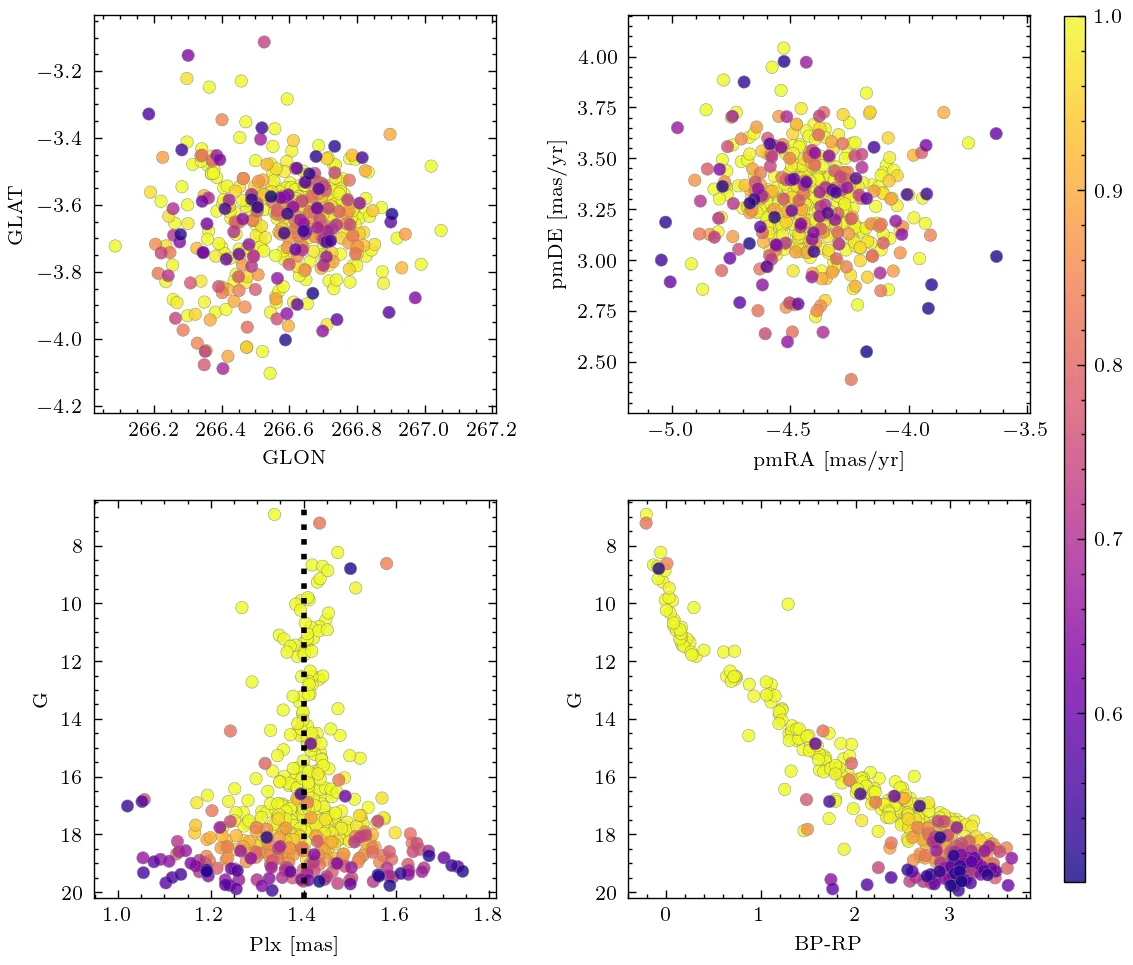 −3.2
−3.4
−3.6
−3.8
−4.0
−4.2
GLAT
266.2 266.4 266.6 266.8 267.0 267.2
GLON
4.00
3.75
3.50
3.25
3.00
2.75
2.50
pmDE [mas/yr]
−5.0 −4.5 −4.0 −3.5
pmRA [mas/yr]
1.0
0.9
0.8
0.7
0.6
8
10
12
14
16
18
20
G
1.0 1.2 1.4 1.6 1.8
Plx [mas]
8
10
12
14
16
18
20
G
0 1 2 3
BP-RP